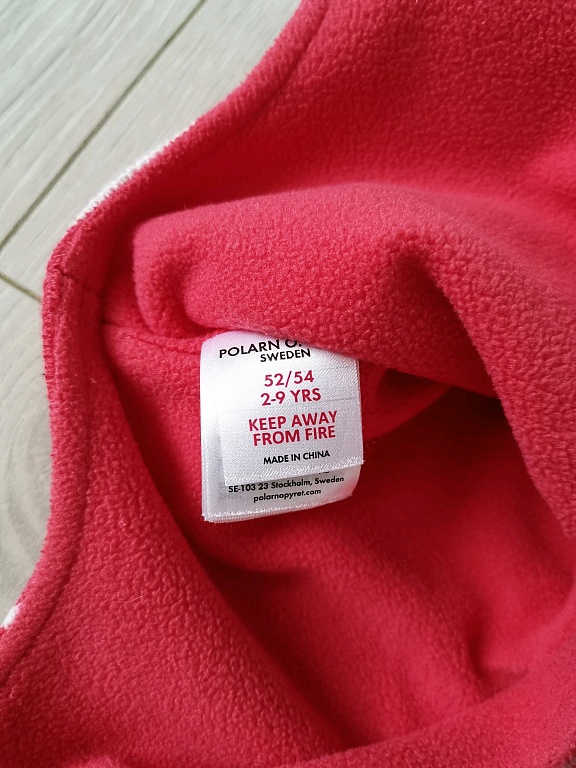 POLARN O.
SWEDEN
52/54
2-9 YRS
KEEP AWAY
FROM FIRE
MADE IN CHINA
SE-103 23 Stockholm, Sweden
polarnopyret.com